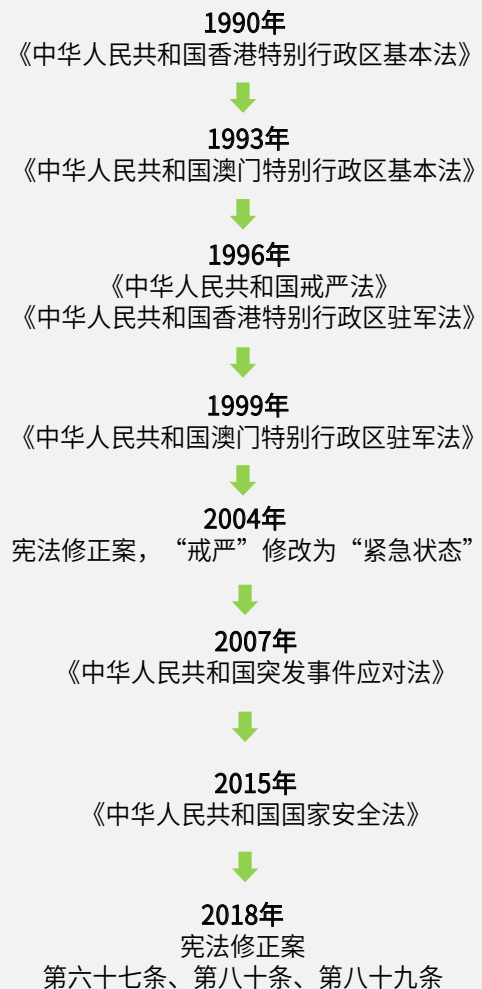 1990年
《中华人民共和国香港特别行政区基本法》
1993年
《中华人民共和国澳门特别行政区基本法》
1996年
《中华人民共和国戒严法》
《中华人民共和国香港特别行政区驻军法》
1999年
《中华人民共和国澳门特别行政区驻军法》
2004年
宪法修正案，“戒严”修改为“紧急状态”
2007年
《中华人民共和国突发事件应对法》
2015年
《中华人民共和国国家安全法》
2018年
宪法修正案
第六十七条、第八十条、第八十九条